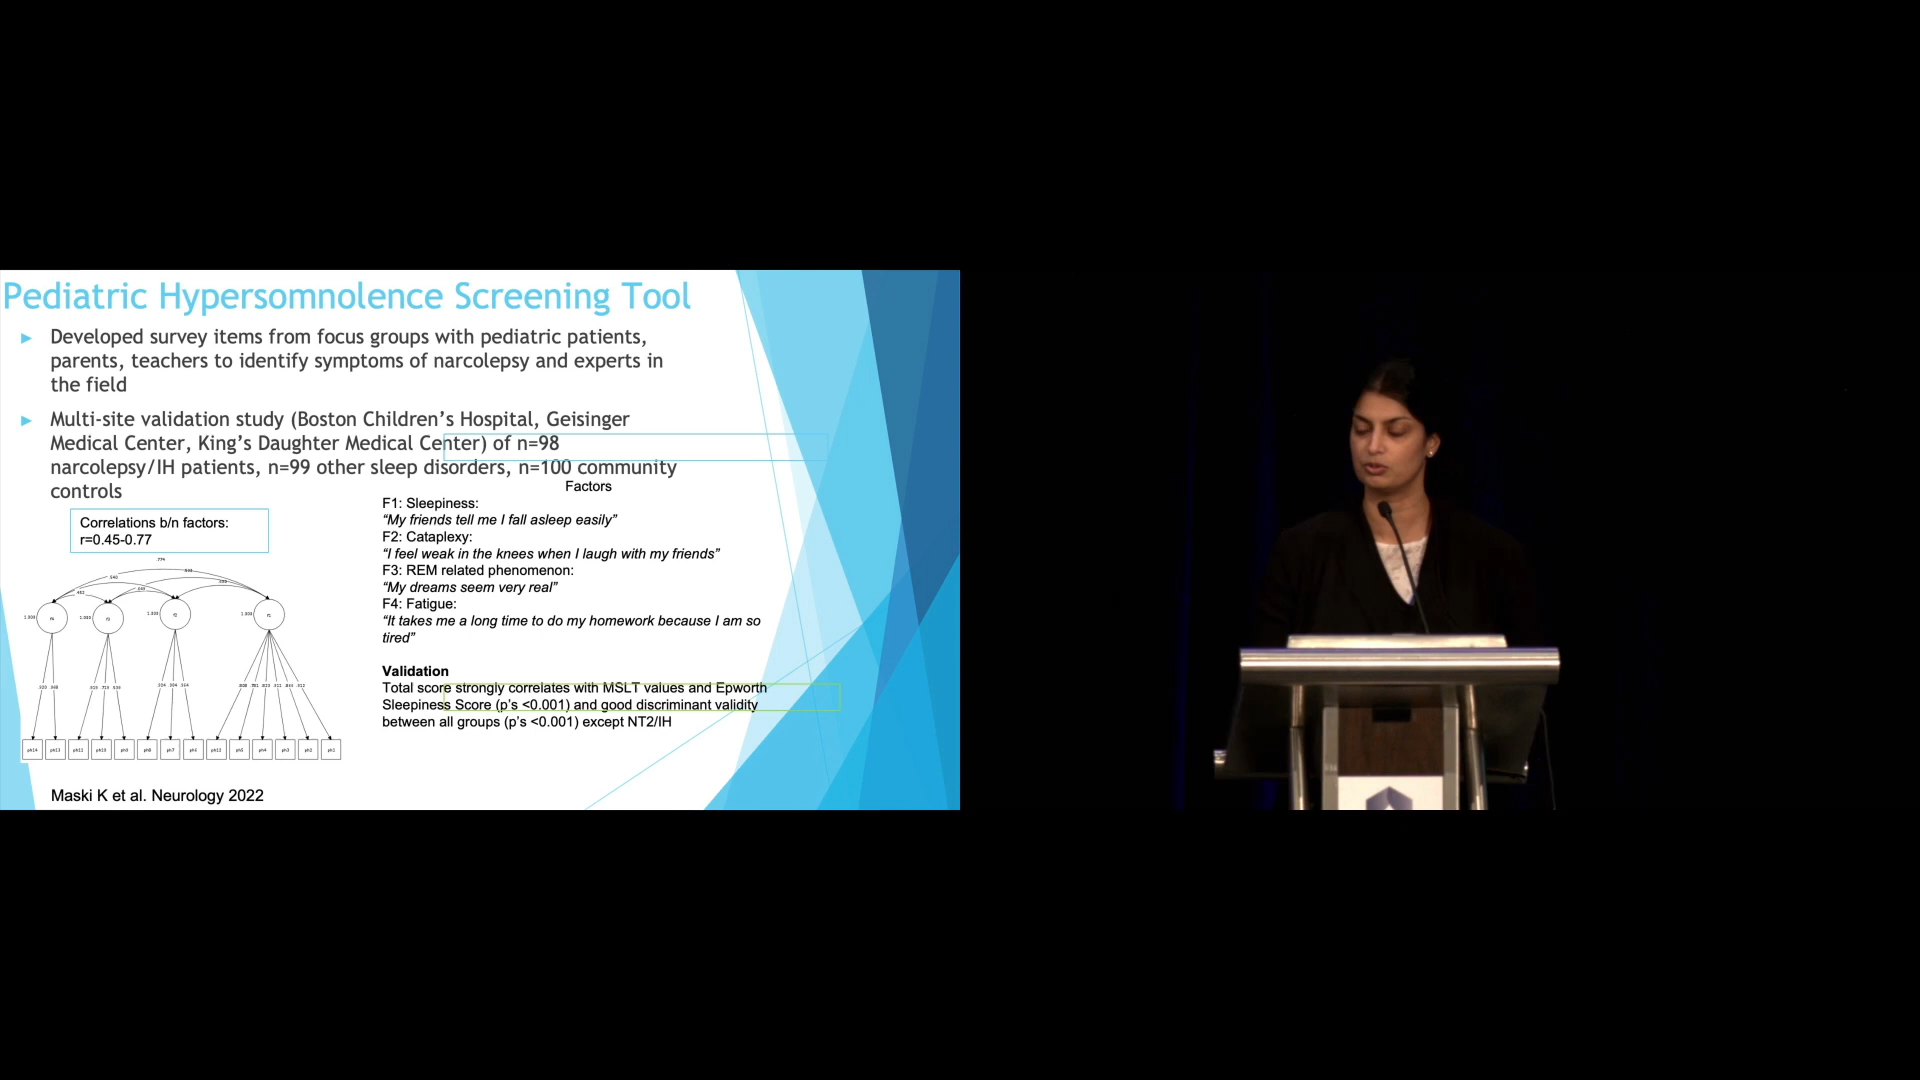 Pediatric Hypersomnolence Screening Tool
Developed survey items from focus groups with pediatric patients,
parents, teachers to identify symptoms of narcolepsy and experts in
the field
Multi-site validation study (Boston Children's Hospital, Geisinger
Medical Center, King's Daughter Medical Center) of n=98
narcolepsy/IH patients, n=99 other sleep disorders, n=100 community
controls
Correlations b/n factors:
r=0.45-0.77
Factors
F1: Sleepiness:
“My friends tell me I fall asleep easily”
F2: Cataplexy:
“I feel weak in the knees when I laugh with my friends”
F3: REM related phenomenon:
“My dreams seem very real”
F4: Fatigue:
“It takes me a long time to do my homework because I am so
tired”
Validation
Total score strongly correlates with MSLT values and Epworth
Sleepiness Score (p's <0.001) and good discriminant validity
between all groups (p's <0.001) except NT2/IH
Maski K et al. Neurology 2022